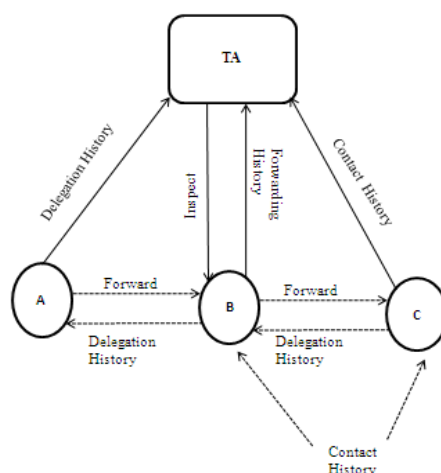 TA
Delegation History
Inspect
Forwarding
History
Contact History
A
Forward
B
Forward
C
Delegation
History
Delegation
History
Contact
History